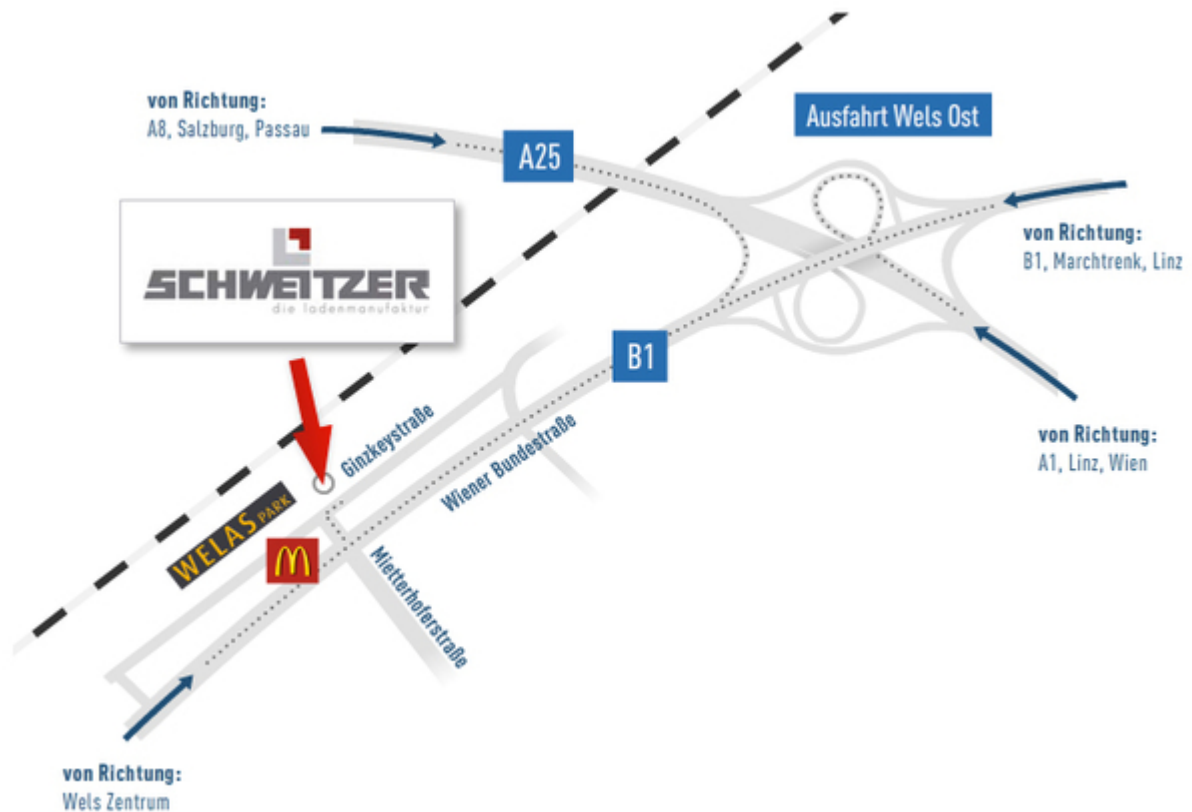 von Richtung:
A8, Salzburg, Passau
A25
Ausfahrt Wels Ost
von Richtung:
B1, Marchtrenk, Linz
SCHWEITZER
die ladenmanufaktur
B1
von Richtung:
A1, Linz, Wien
Ginzkeystraße
Wiener Bundestraße
WELAS PARK
Mietterhoferstraße
von Richtung:
Wels Zentrum